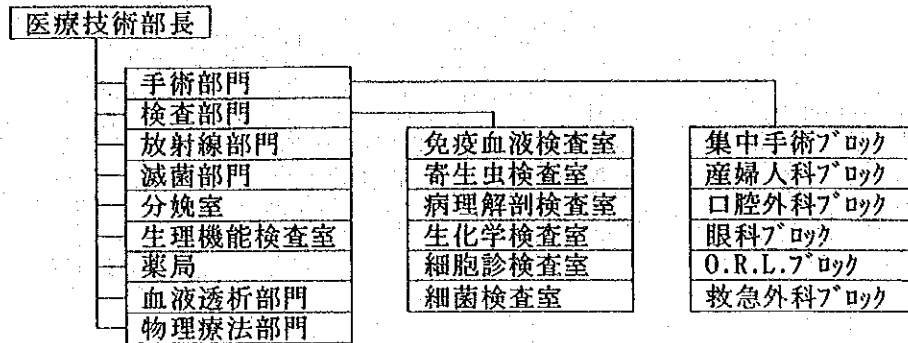 医療技術部長
手術部門
検査部門
放射線部門
滅菌部門
分娩室
生理機能検査室
薬局
血液透析部門
物理療法部門
免疫血液検査室
寄生虫検査室
病理解剖検査室
生化学検査室
細胞診検査室
細菌検査室
集中手術ブロック
産婦人科ブロック
口腔外科ブロック
眼科ブロック
O.R.L.ブロック
救急外科ブロック